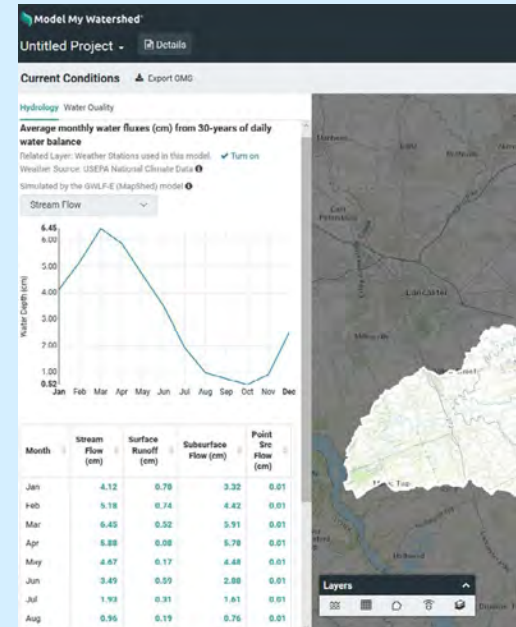 Model My Watershed
Untitled Project
Details
Current Conditions
Export GMS
Hydrology Water Quality
Average monthly water fluxes (cm) from 30-years of daily
water balance
Related Layer: Weather Stations used in this model. Turn on
Weather Source: USEPA National Climate Data
Simulated by the GWLF-E (MapShed) model
Stream Flow
6.45
6.00
5.00
4.00
3.00
2.00
1.00
0.52
Water Depth (cm)
Jan Feb Mar Apr May Jun Jul Aug Sep Oct Nov Dec
Month Stream Flow (cm) Surface Runoff (cm) Subsurface Flow (cm) Point Src Flow (cm)
Jan 4.12 0.78 3.32 0.01
Feb 5.18 0.74 4.42 0.01
Mar 6.45 0.52 5.91 0.01
Apr 5.88 0.08 5.78 0.01
May 4.67 0.17 4.48 0.01
Jun 3.49 0.59 2.88 0.01
Jul 1.93 0.31 1.61 0.01
Aug 0.96 0.19 0.76 0.01
East
Petersburg
Lancaster
Millersville
Layers